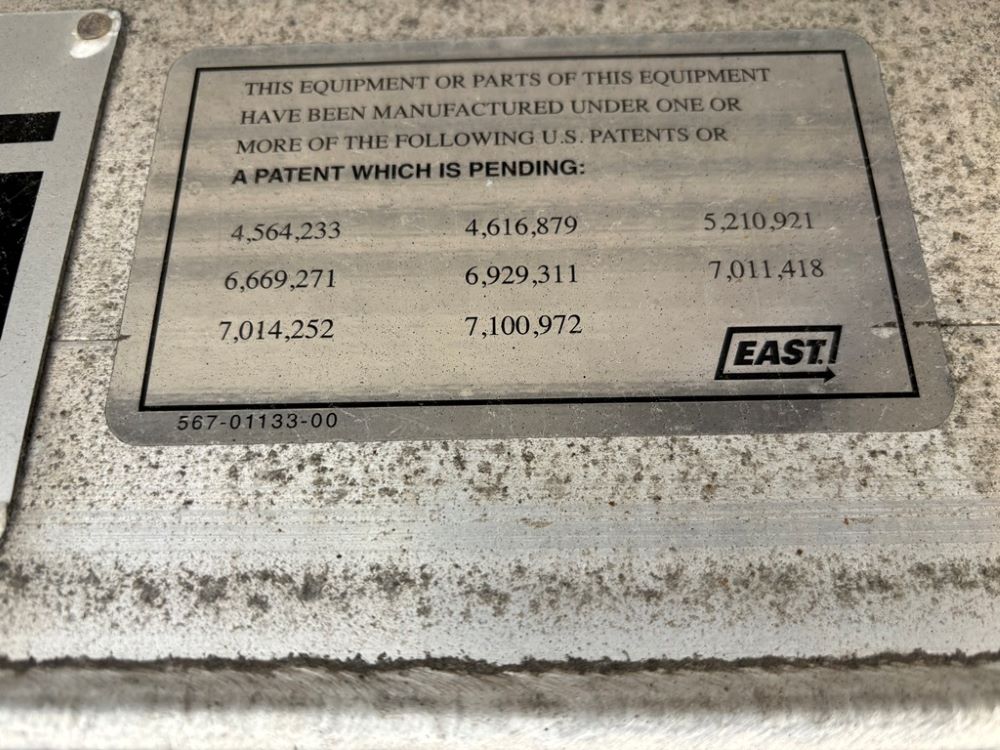 THIS EQUIPMENT OR PARTS OF THIS EQUIPMENT
HAVE BEEN MANUFACTURED UNDER ONE OR
MORE OF THE FOLLOWING U.S. PATENTS OR
A PATENT WHICH IS PENDING:
4,564,233 4,616,879 5,210,921
6,669,271 6,929,311 7,011,418
7,014,252 7,100,972
EAST.
567-01133-00